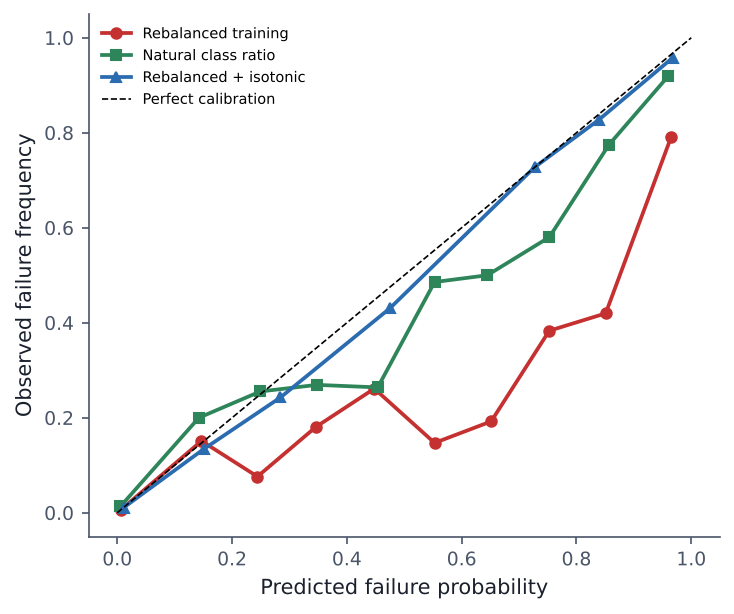 Rebalanced training
Natural class ratio
Rebalanced + isotonic
Perfect calibration
1.0
0.8
0.6
0.4
0.2
0.0
Observed failure frequency
0.0 0.2 0.4 0.6 0.8 1.0
Predicted failure probability